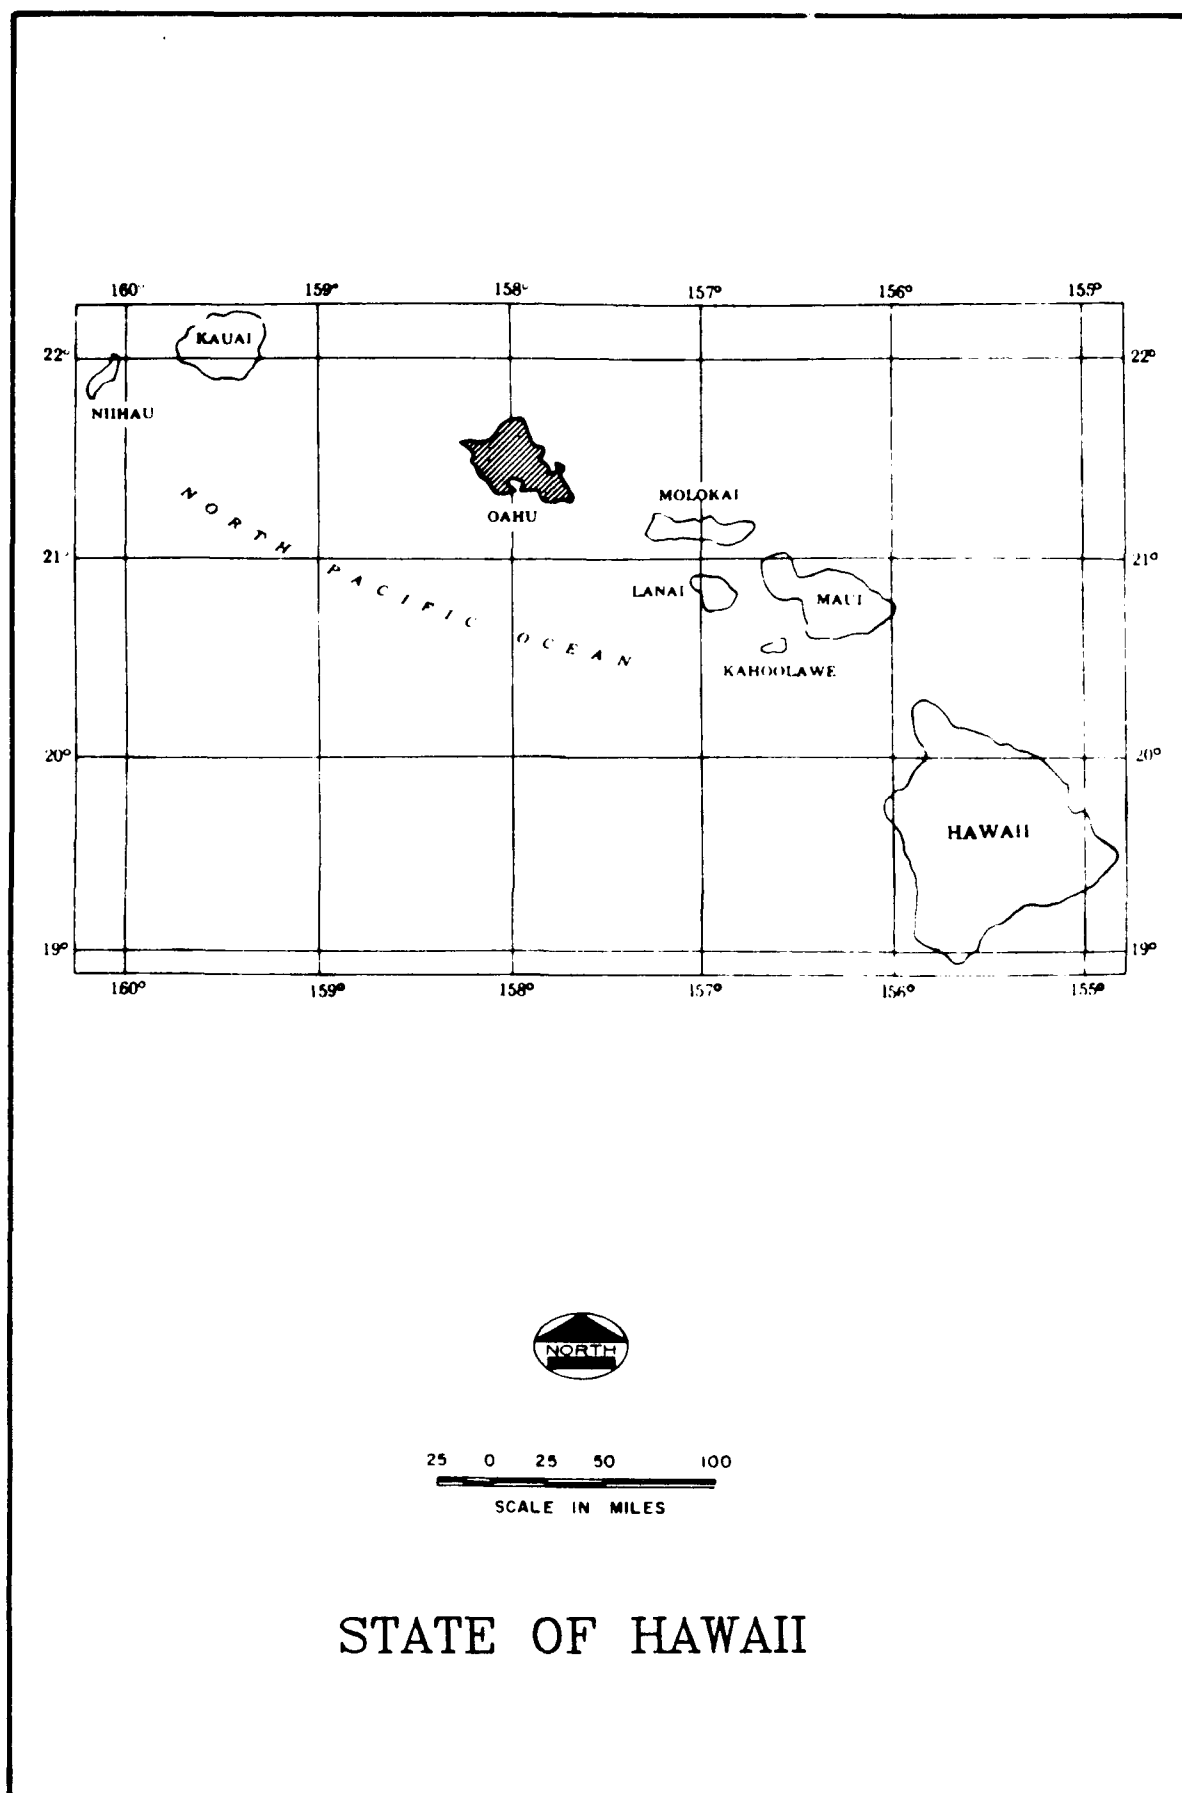 160° 159° 158° 157° 156° 155°
KAUAI
22° 22°
NIIHAU
MOLOKAI
OAHU
NORTH PACIFIC OCEAN
21° 21°
LANAI
MAUI
KAHOOLAWE
20° 20°
HAWAII
19° 19°
160° 159° 158° 157° 156° 155°
NORTH
25 0 25 50 100
SCALE IN MILES
STATE OF HAWAII